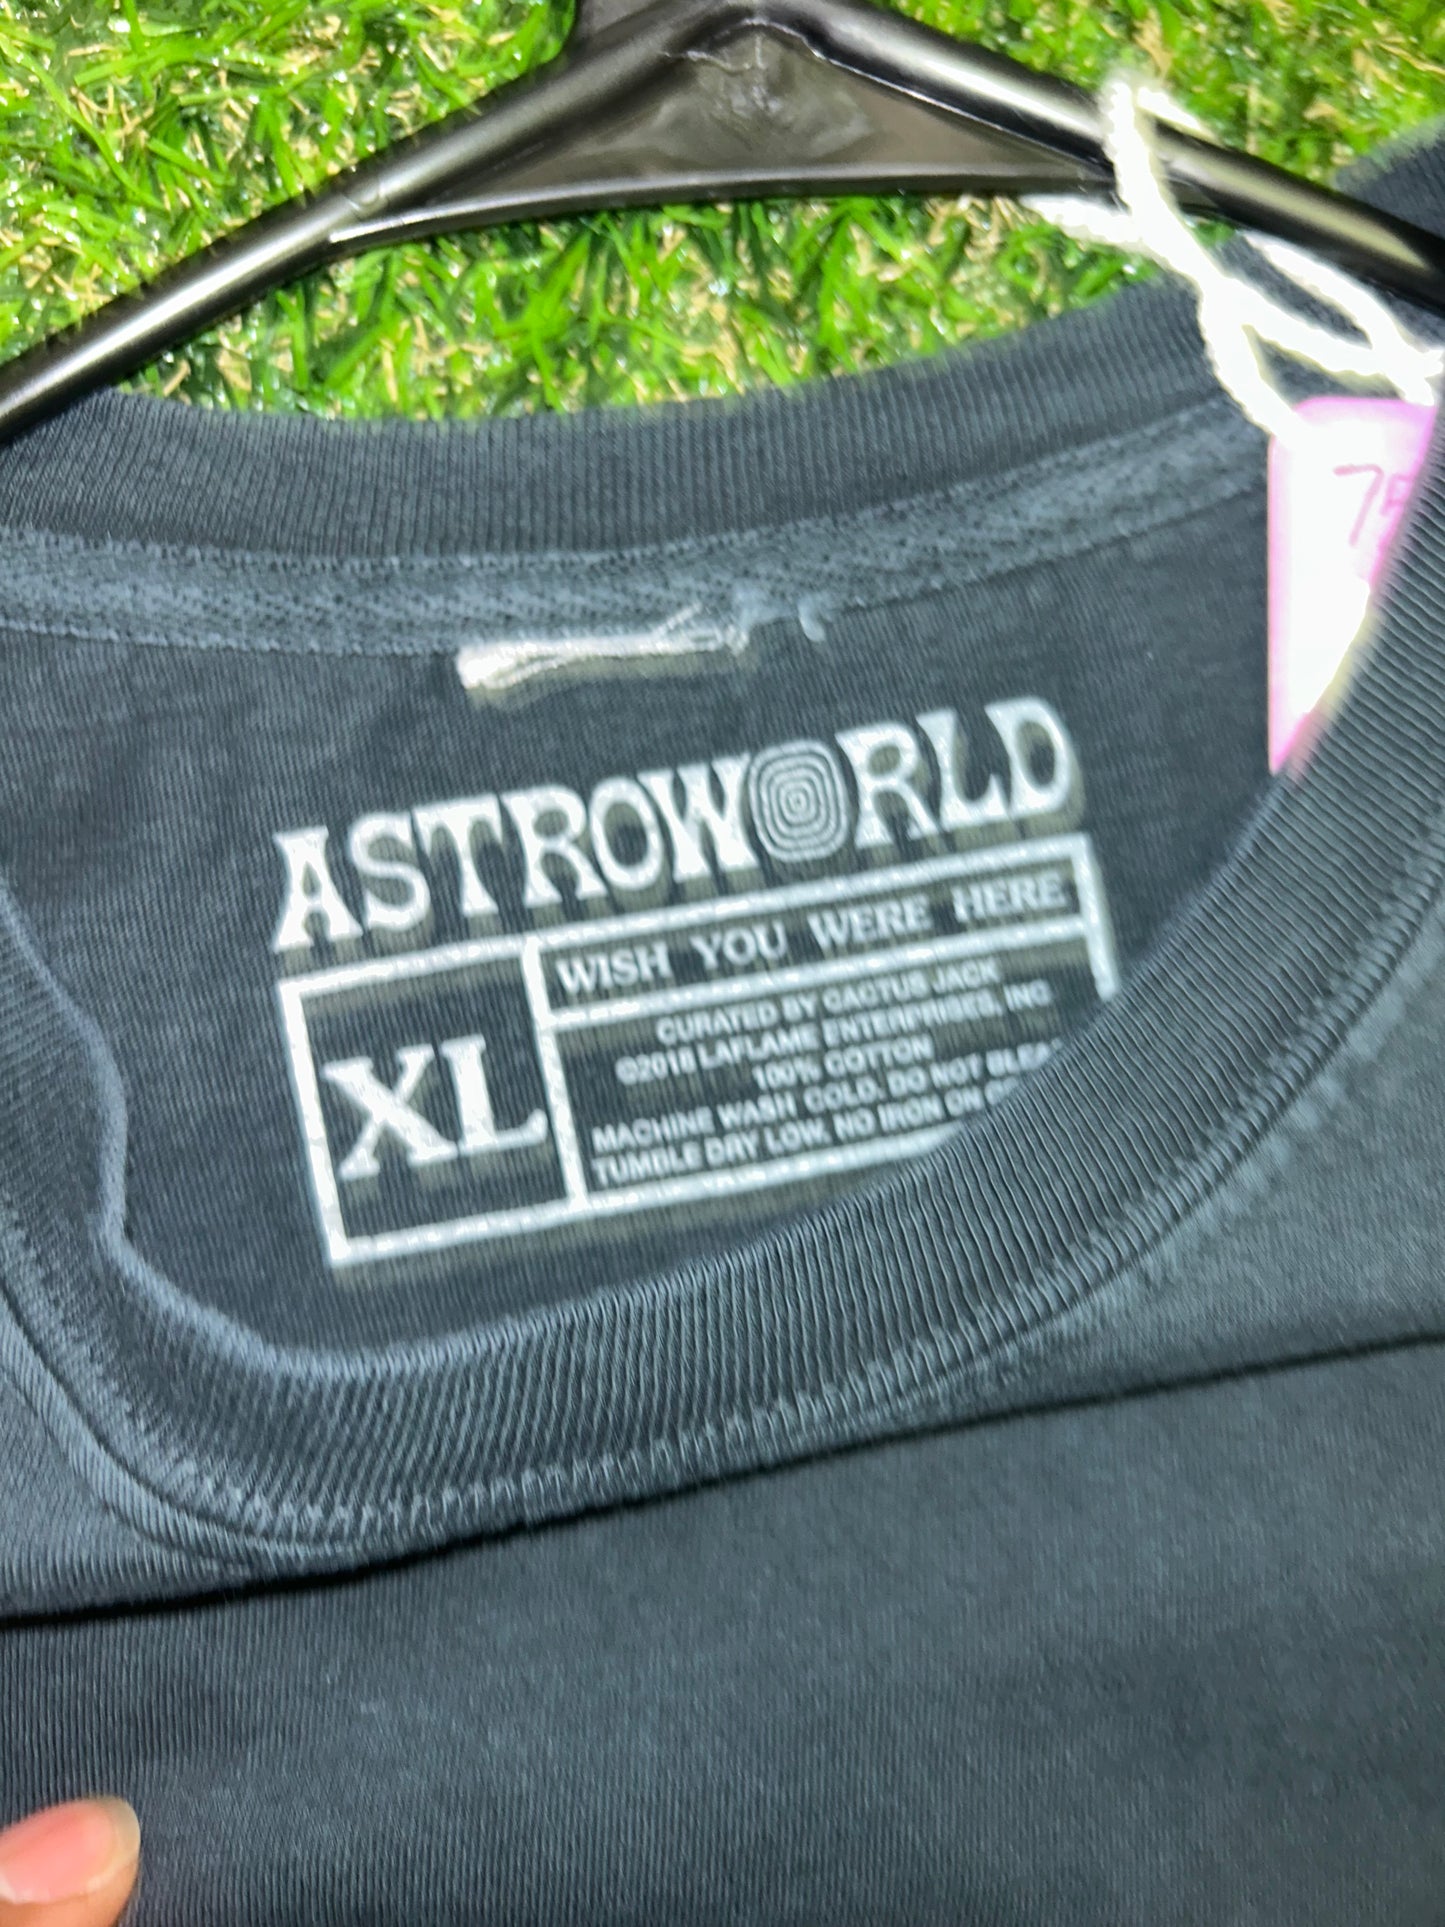 ASTROWORLD
XL
WISH YOU WERE HERE
CURATED BY CACTUS JACK
©2018 LAFLAME ENTERPRISES, INC
100% COTTON
MACHINE WASH COLD. DO NOT
TUMBLE DRY LOW. NO IRON ON